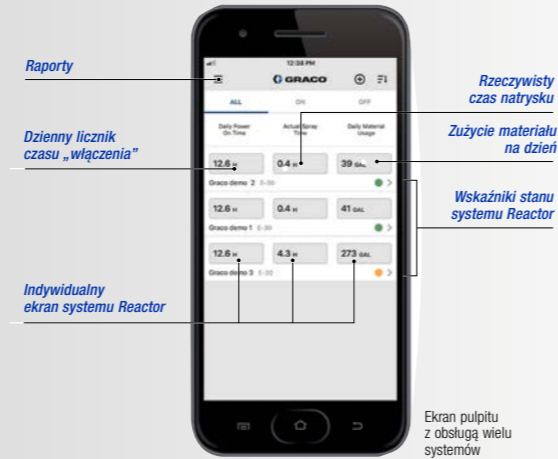 Raporty
Dzienny licznik
czasu „włączenia”
Indywidualny
ekran systemu Reactor
12:38 PM
GRACO
ALL
ON
OFF
Daily Power
On Time
Actual Spray
Time
Daily Material
Usage
12.6 H
0.4 H
39 GAL
Graco demo 2 E-30
12.6 H
0.4 H
41 GAL
Graco demo 1 E-30
12.6 H
4.3 H
273 GAL
Graco demo 3 E-30
Rzeczywisty
czas natrysku
Zużycie materiału
na dzień
Wskaźniki stanu
systemu Reactor
Ekran pulpitu
z obsługą wielu
systemów